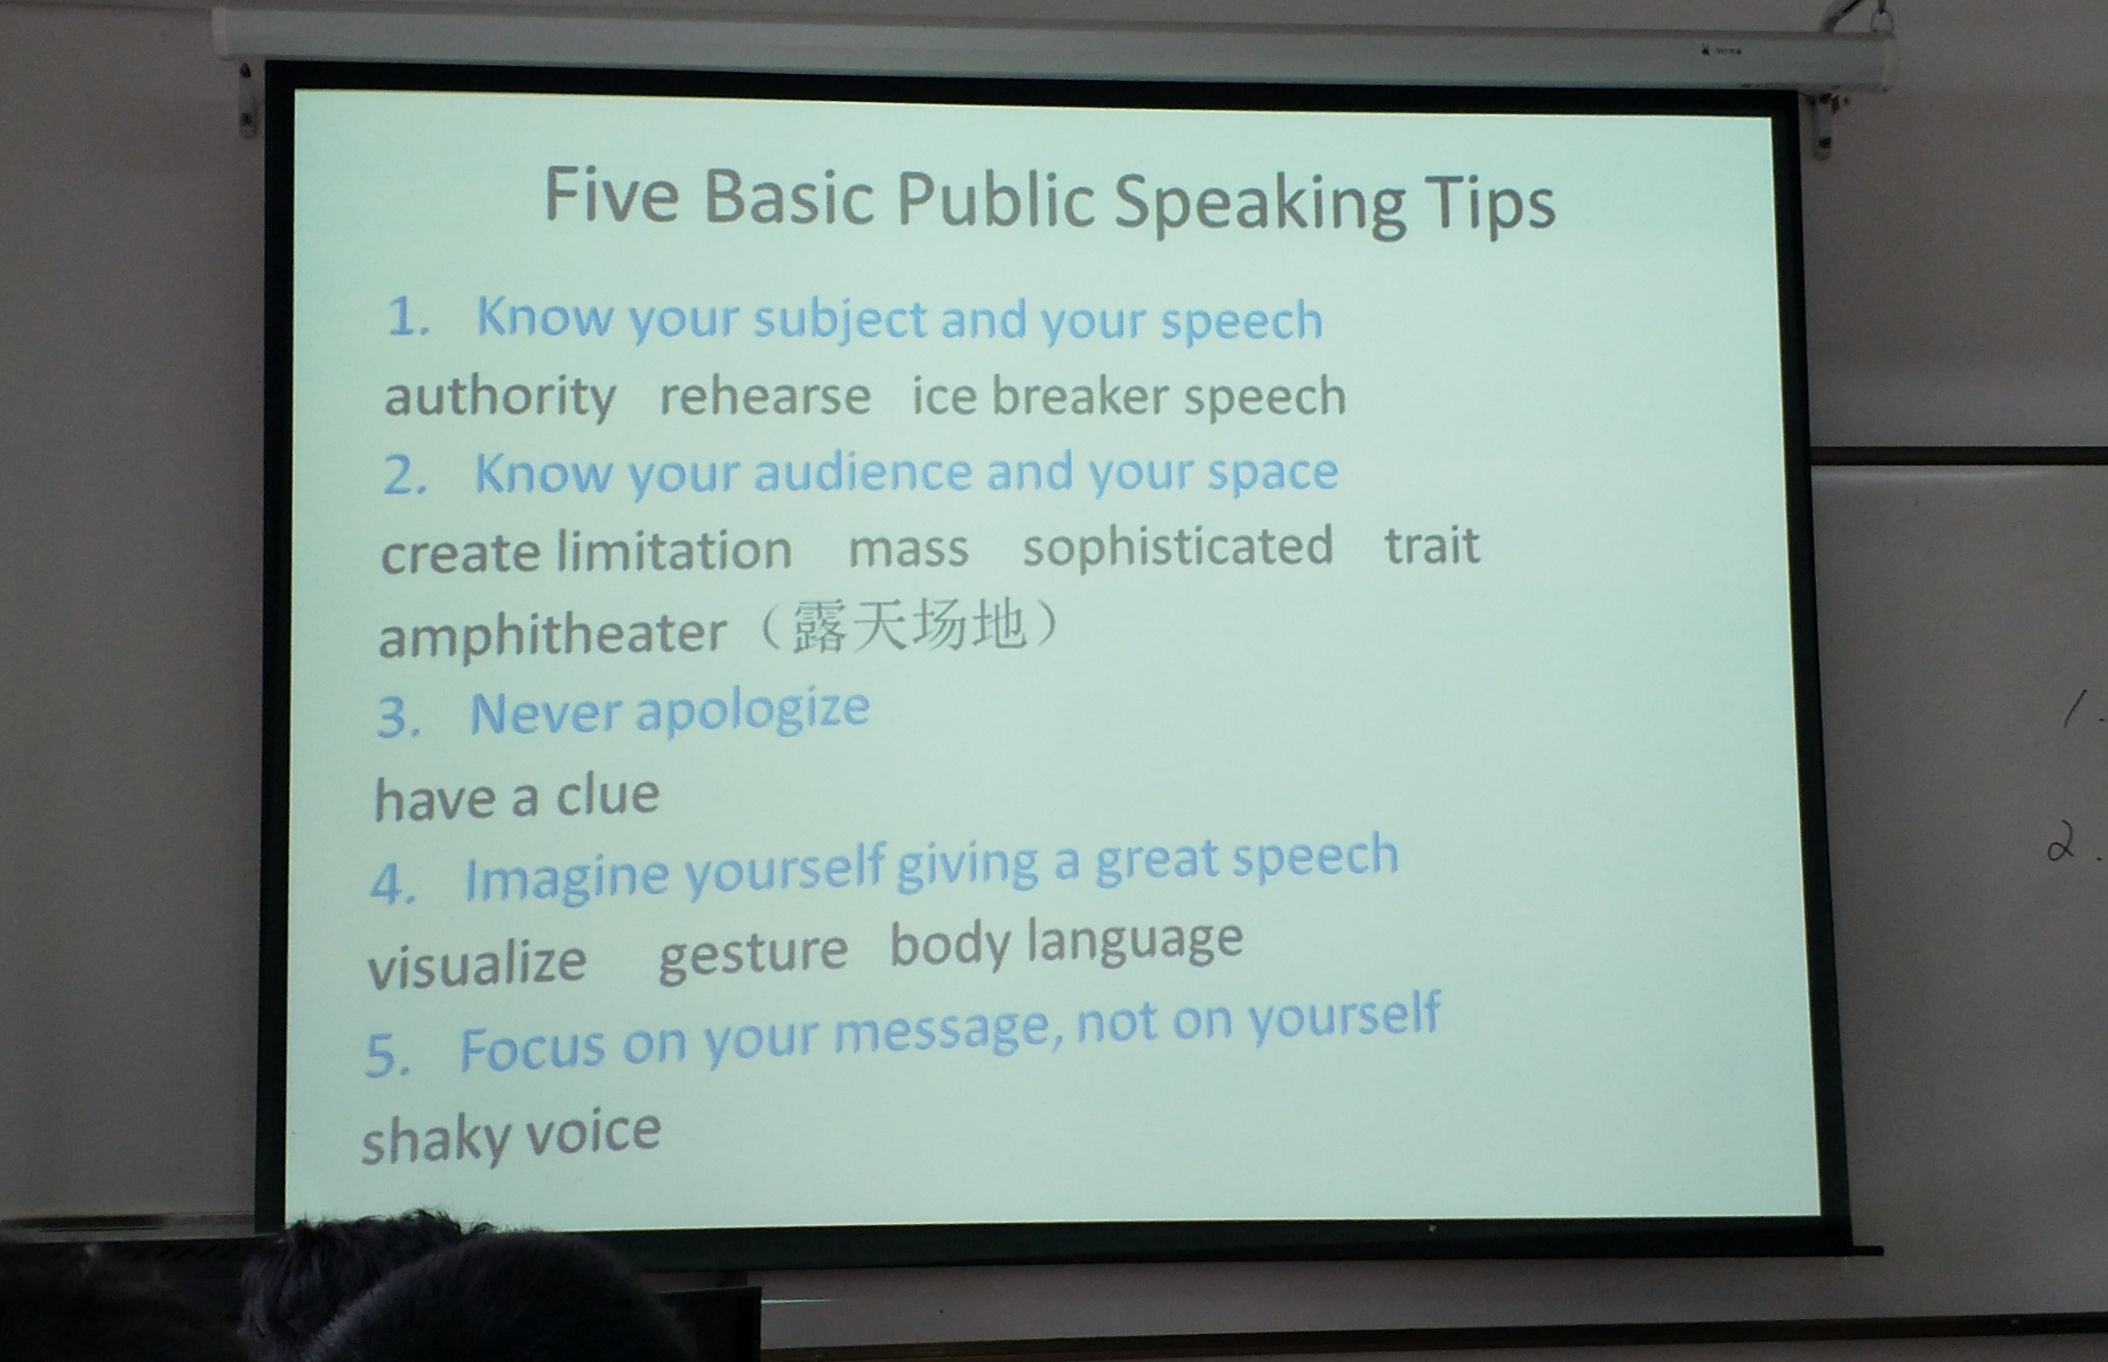 Five Basic Public Speaking Tips
1. Know your subject and your speech
authority rehearse ice breaker speech
2. Know your audience and your space
create limitation mass sophisticated trait
amphitheater（露天场地）
3. Never apologize
have a clue
4. Imagine yourself giving a great speech
visualize gesture body language
5. Focus on your message, not on yourself
shaky voice
1.
2.